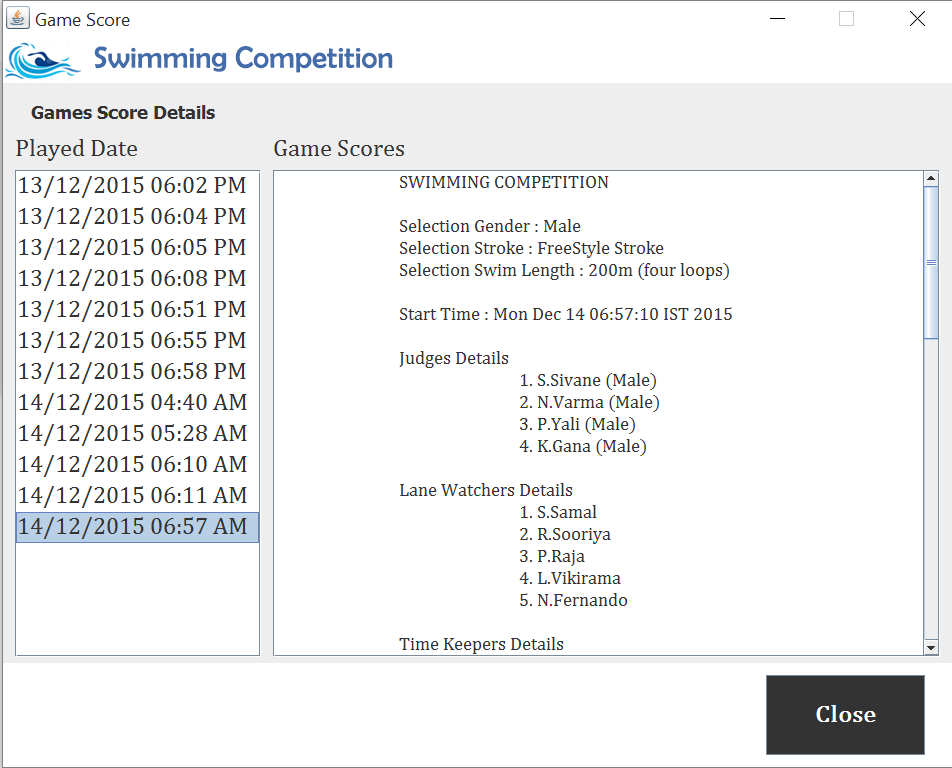 Game Score
Swimming Competition
Games Score Details
Played Date
13/12/2015 06:02 PM
13/12/2015 06:04 PM
13/12/2015 06:05 PM
13/12/2015 06:08 PM
13/12/2015 06:51 PM
13/12/2015 06:55 PM
13/12/2015 06:58 PM
14/12/2015 04:40 AM
14/12/2015 05:28 AM
14/12/2015 06:10 AM
14/12/2015 06:11 AM
14/12/2015 06:57 AM
Game Scores
SWIMMING COMPETITION
Selection Gender : Male
Selection Stroke : FreeStyle Stroke
Selection Swim Length : 200m (four loops)
Start Time : Mon Dec 14 06:57:10 IST 2015
Judges Details
1. S.Sivane (Male)
2. N.Varma (Male)
3. P.Yali (Male)
4. K.Gana (Male)
Lane Watchers Details
1. S.Samal
2. R.Sooriya
3. P.Raja
4. L.Vikirama
5. N.Fernando
Time Keepers Details
Close